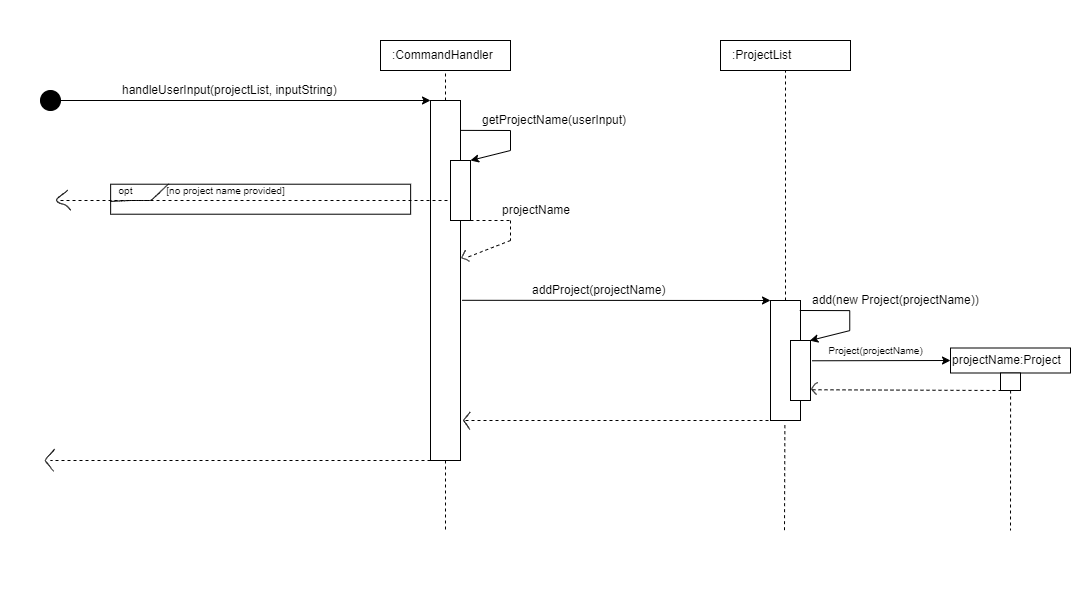 :CommandHandler
:ProjectList
handleUserInput(projectList, inputString)
getProjectName(userInput)
opt
[no project name provided]
projectName
addProject(projectName)
add(new Project(projectName))
Project(projectName)
projectName:Project